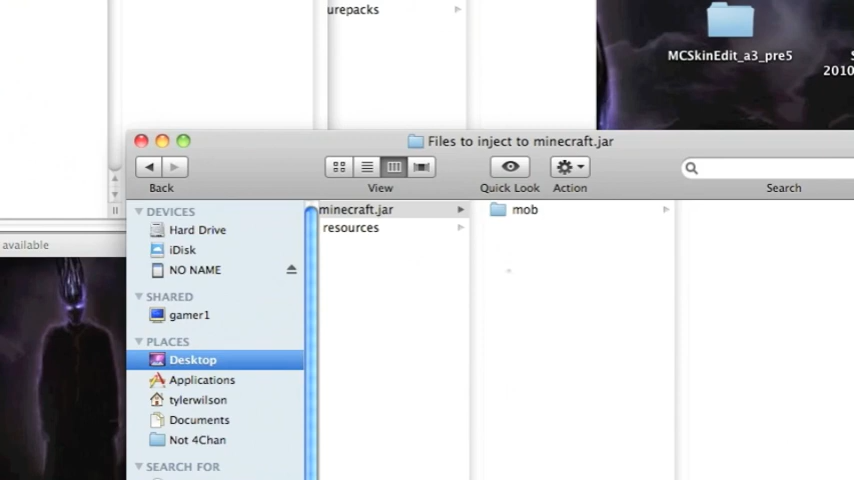 urepacks
MCSkinEdit_a3_pre5
S
2010
Files to inject to minecraft.jar
Back
View
Quick Look
Action
Search
available
DEVICES
Hard Drive
iDisk
NO NAME
SHARED
gamer1
PLACES
Desktop
Applications
tylerwilson
Documents
Not 4Chan
SEARCH FOR
minecraft.jar
resources
mob